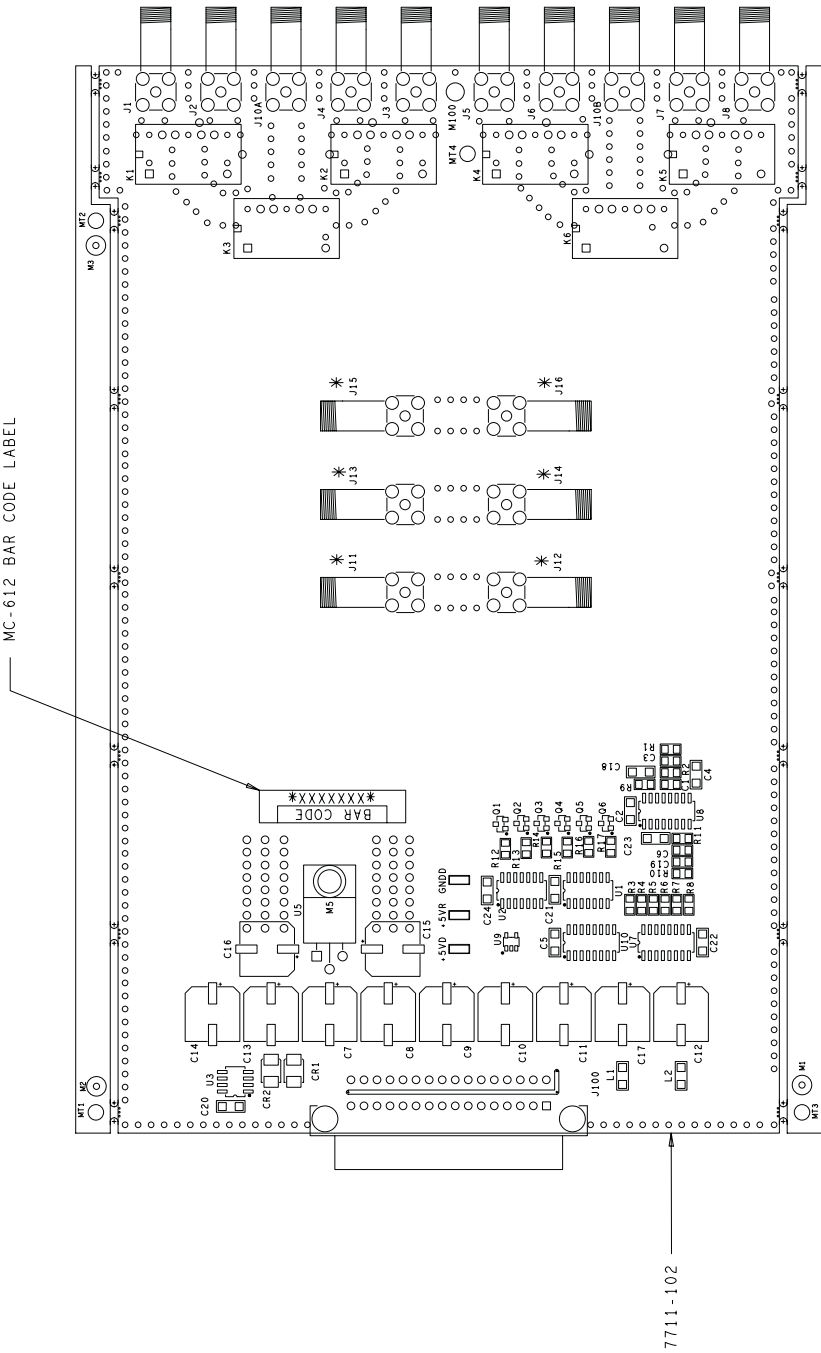 J1
J2
J10A
J4
J3
M100
J5
J6
J10B
J7
J8
MT4
K1
K2
K4
K5
K3
K6
MT2
M3
MC-612 BAR CODE LABEL
*
J15
*
J16
*
J13
*
J14
*
J11
*
J12
BAR CODE
*XXXXXXX*
R1
C3
C18
R9
C1
R2
C4
Q1
Q2
Q3
Q4
Q5
Q6
C2
U8
R12
R13
R14
R15
R16
R17
C23
R11
C6
C19
R10
U5
M5
GNDD
+5VR
+5VD
C24
U2
C21
U1
R3
R4
R5
R6
R7
R8
C16
C15
U9
C5
U10
U7
C22
C14
C13
C7
C8
C9
C10
C11
C17
C12
U3
C20
CR2
CR1
J100
L1
L2
M2
MT1
M1
MT3
7711-102